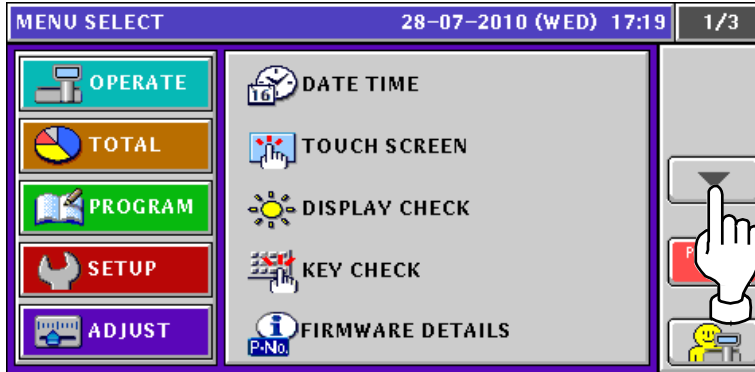 MENU SELECT 28-07-2010 (WED) 17:19 1/3
OPERATE
TOTAL
PROGRAM
SETUP
ADJUST
16 DATE TIME
TOUCH SCREEN
DISPLAY CHECK
KEY CHECK
P-No. FIRMWARE DETAILS